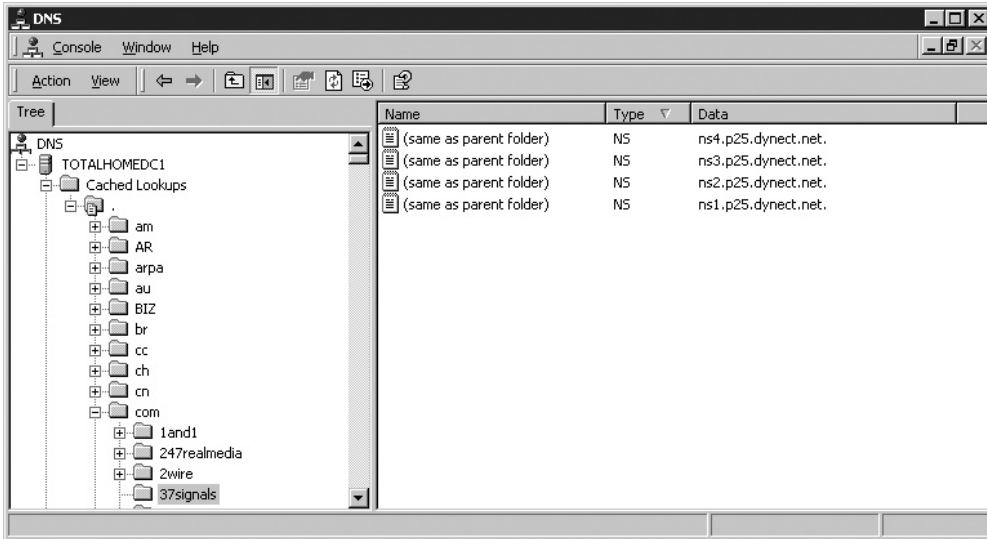 DNS
Console Window Help
Action View
Tree
Name Type Data
DNS
TOTALHOMEDC1
Cached Lookups
.
am
AR
arpa
au
BIZ
br
cc
ch
cn
com
1and1
247realmedia
2wire
37signals
(same as parent folder) NS ns4.p25.dynect.net.
(same as parent folder) NS ns3.p25.dynect.net.
(same as parent folder) NS ns2.p25.dynect.net.
(same as parent folder) NS ns1.p25.dynect.net.